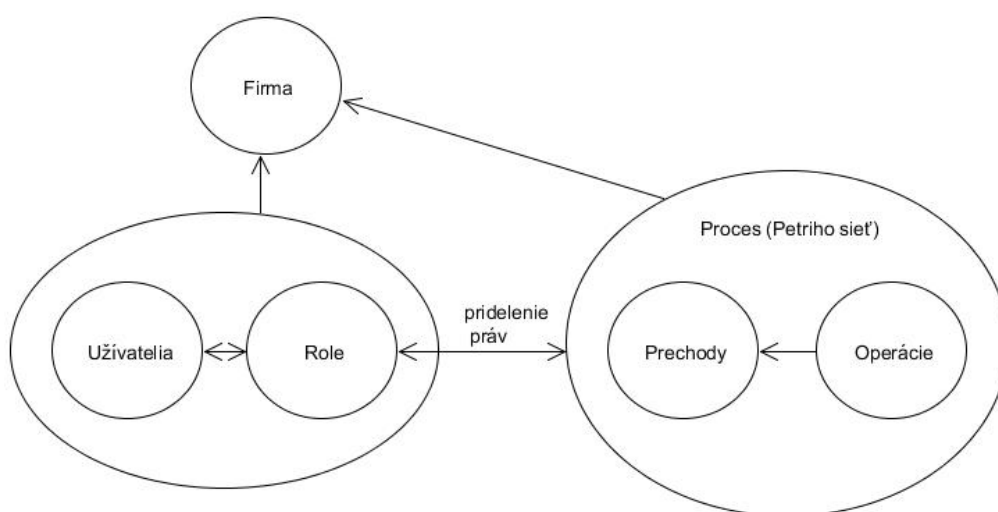 Firma
Proces (Petriho sieť)
pridelenie
práv
Užívatelia
Role
Prechody
Operácie